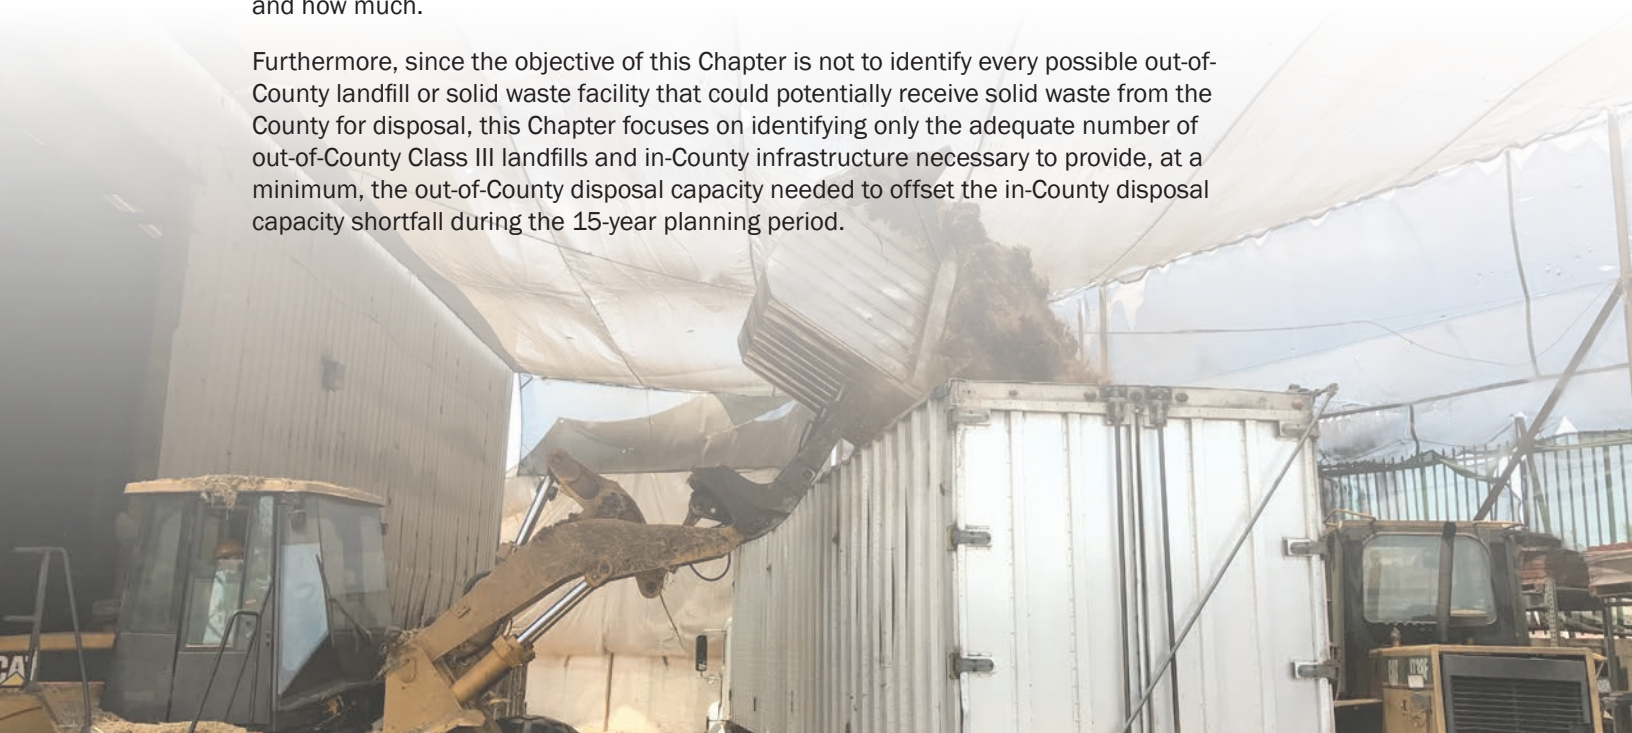 and how much.
Furthermore, since the objective of this Chapter is not to identify every possible out-of-
County landfill or solid waste facility that could potentially receive solid waste from the
County for disposal, this Chapter focuses on identifying only the adequate number of
out-of-County Class III landfills and in-County infrastructure necessary to provide, at a
minimum, the out-of-County disposal capacity needed to offset the in-County disposal
capacity shortfall during the 15-year planning period.
CAT
CAT